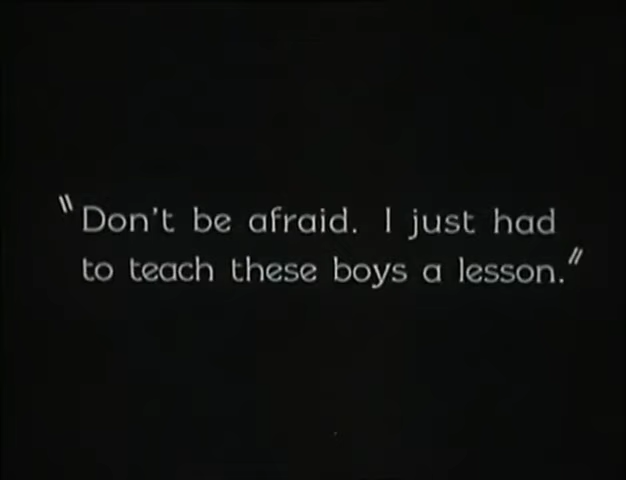 "Don't be afraid. I just had
to teach these boys a lesson."